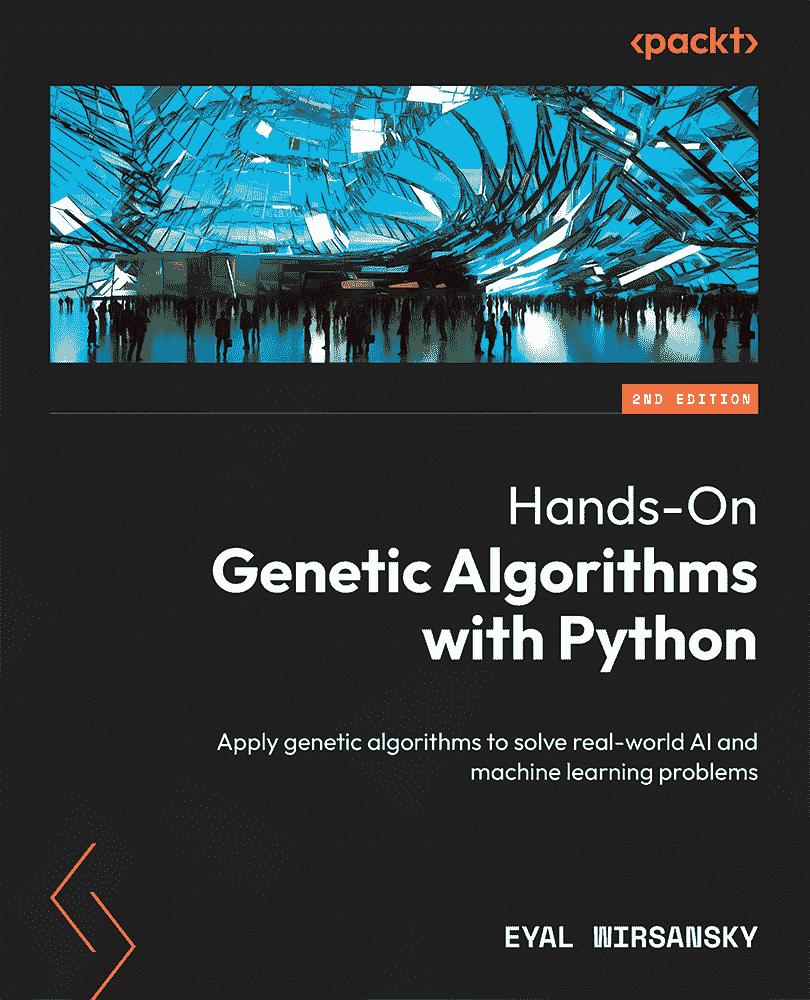 <packt>
2ND EDITION
Hands-On
Genetic Algorithms
with Python
Apply genetic algorithms to solve real-world AI and
machine learning problems
EYAL WIRSANSKY